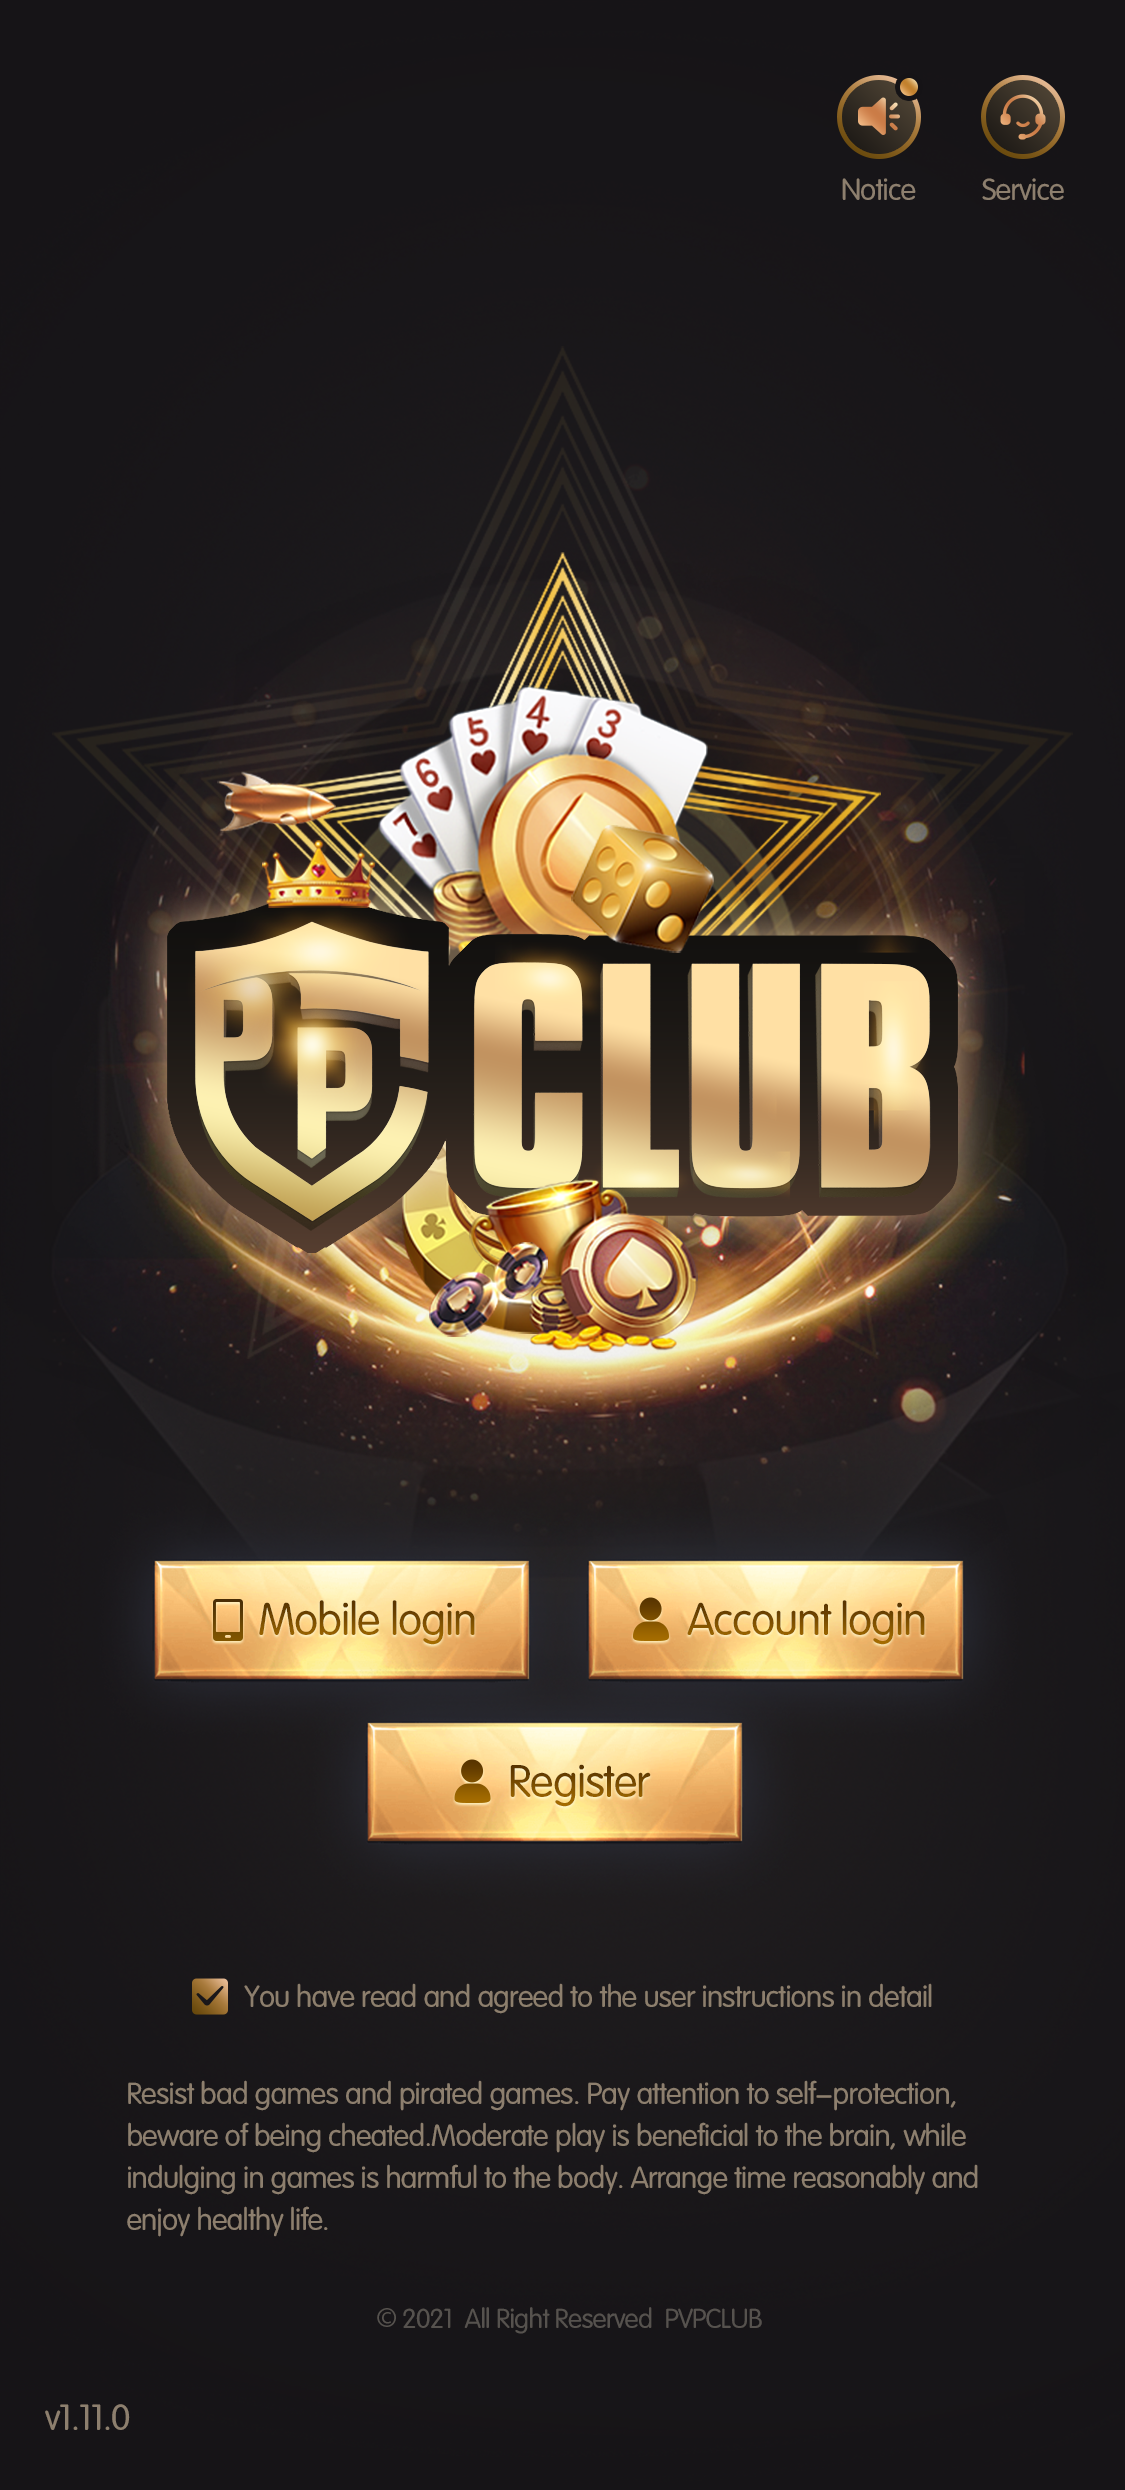 Notice
Service
7
6
5
4
3
PP
CLUB
Mobile login
Account login
Register
You have read and agreed to the user instructions in detail
Resist bad games and pirated games. Pay attention to self-protection,
beware of being cheated.Moderate play is beneficial to the brain, while
indulging in games is harmful to the body. Arrange time reasonably and
enjoy healthy life.
© 2021 All Right Reserved PVPCLUB
v1.11.0